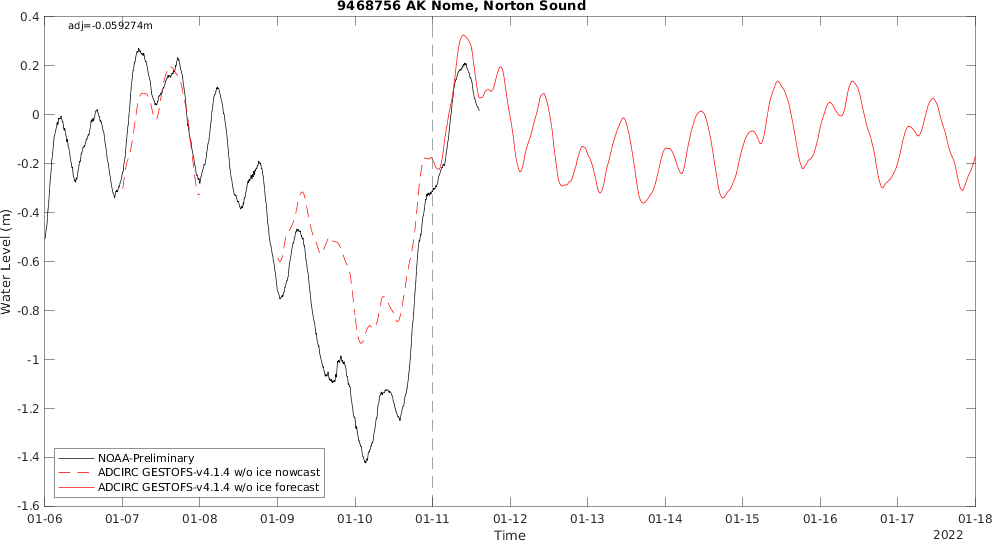 9468756 AK Nome, Norton Sound
adj=-0.059274m
0.4
0.2
0
-0.2
-0.4
-0.6
-0.8
-1
-1.2
-1.4
-1.6
Water Level (m)
NOAA-Preliminary
ADCIRC GESTOFS-v4.1.4 w/o ice nowcast
ADCIRC GESTOFS-v4.1.4 w/o ice forecast
01-06 01-07 01-08 01-09 01-10 01-11 01-12 01-13 01-14 01-15 01-16 01-17 01-18
Time
2022